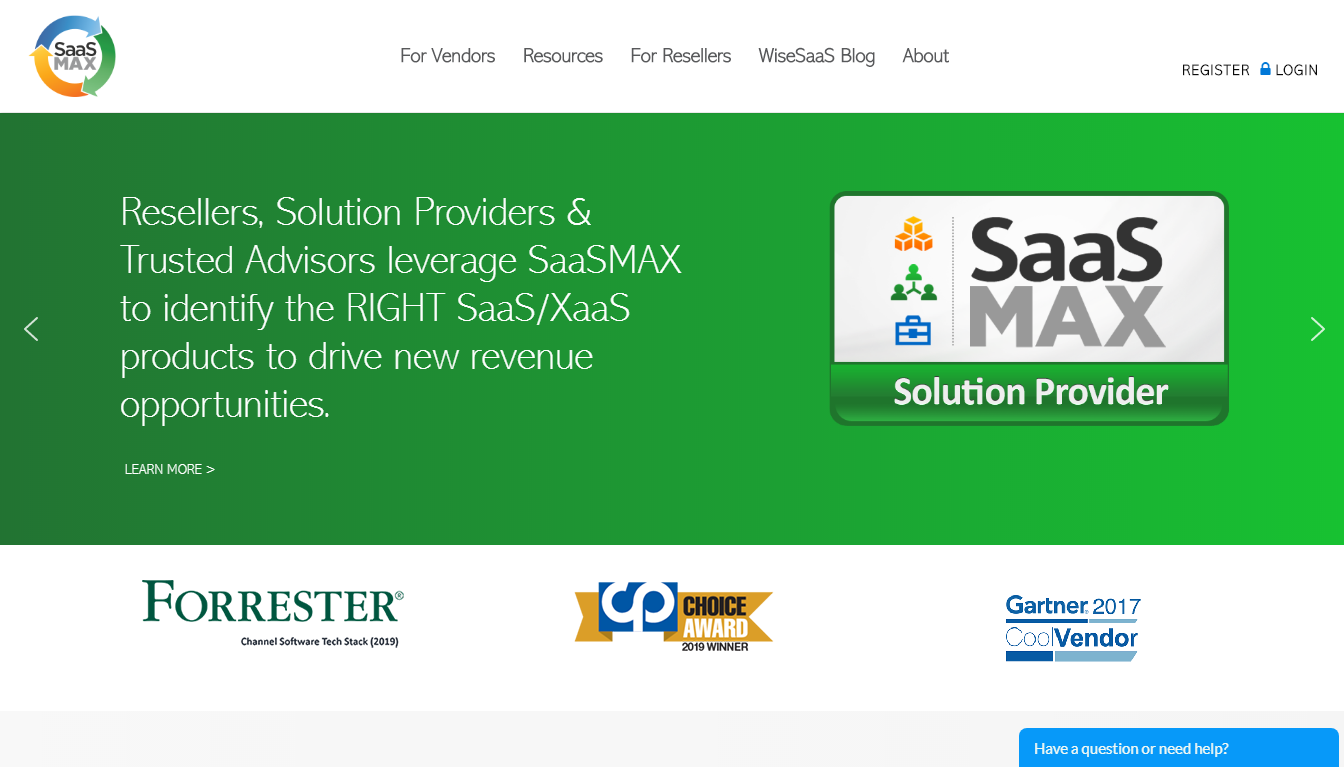 SaaS
MAX
For Vendors
Resources
For Resellers
WiseSaaS Blog
About
REGISTER
LOGIN
Resellers, Solution Providers &
Trusted Advisors leverage SaaSMAX
to identify the RIGHT SaaS/XaaS
products to drive new revenue
opportunities.
LEARN MORE >
SaaS
MAX
Solution Provider
FORRESTER®
Channel Software Tech Stack (2019)
cp
CHOICE
AWARD
2019 WINNER
Gartner 2017
CoolVendor
Have a question or need help?